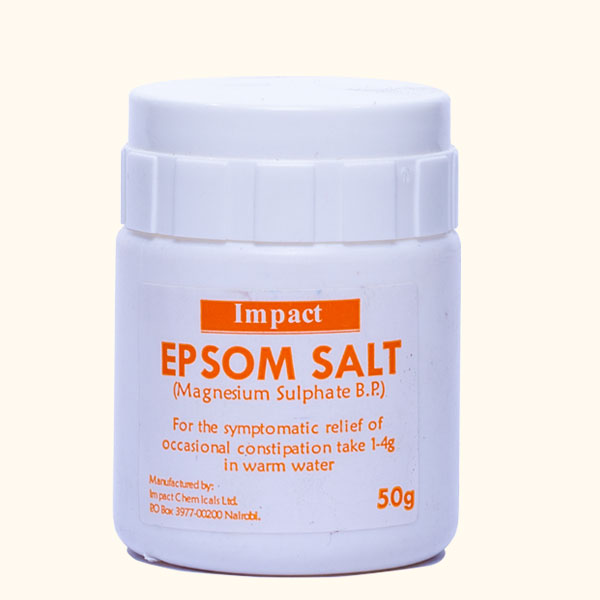 Impact
EPSOM SALT
(Magnesium Sulphate B.P.)
For the symptomatic relief of
occasional constipation take 1-4g
in warm water
Manufactured by:
Impact Chemicals Ltd.
P.O Box 3977-00200 Nairobi.
50g